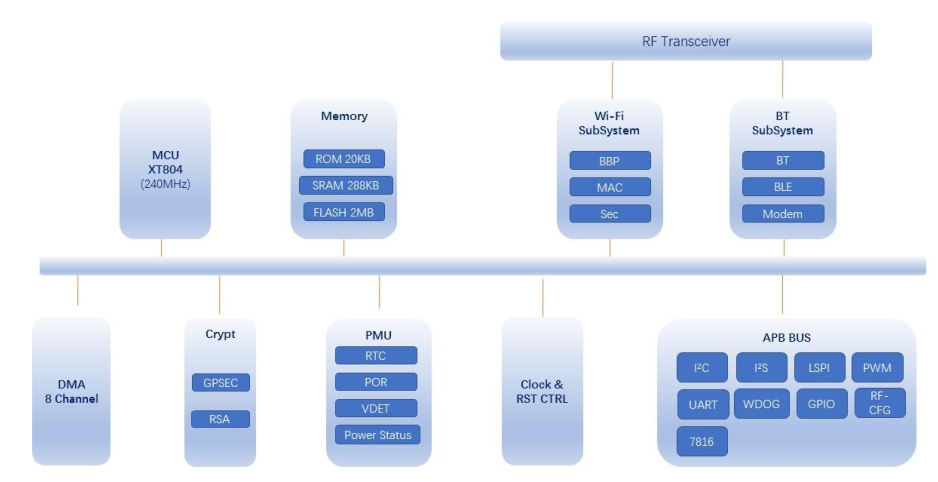 RF Transceiver
MCU
XT804
(240MHz)
Memory
ROM 20KB
SRAM 288KB
FLASH 2MB
Wi-Fi
SubSystem
BBP
MAC
Sec
BT
SubSystem
BT
BLE
Modem
DMA
8 Channel
Crypt
GPSEC
RSA
PMU
RTC
POR
VDET
Power Status
Clock &
RST CTRL
APB BUS
I²C
I²S
LSPI
PWM
UART
WDOG
GPIO
RF-
CFG
7816